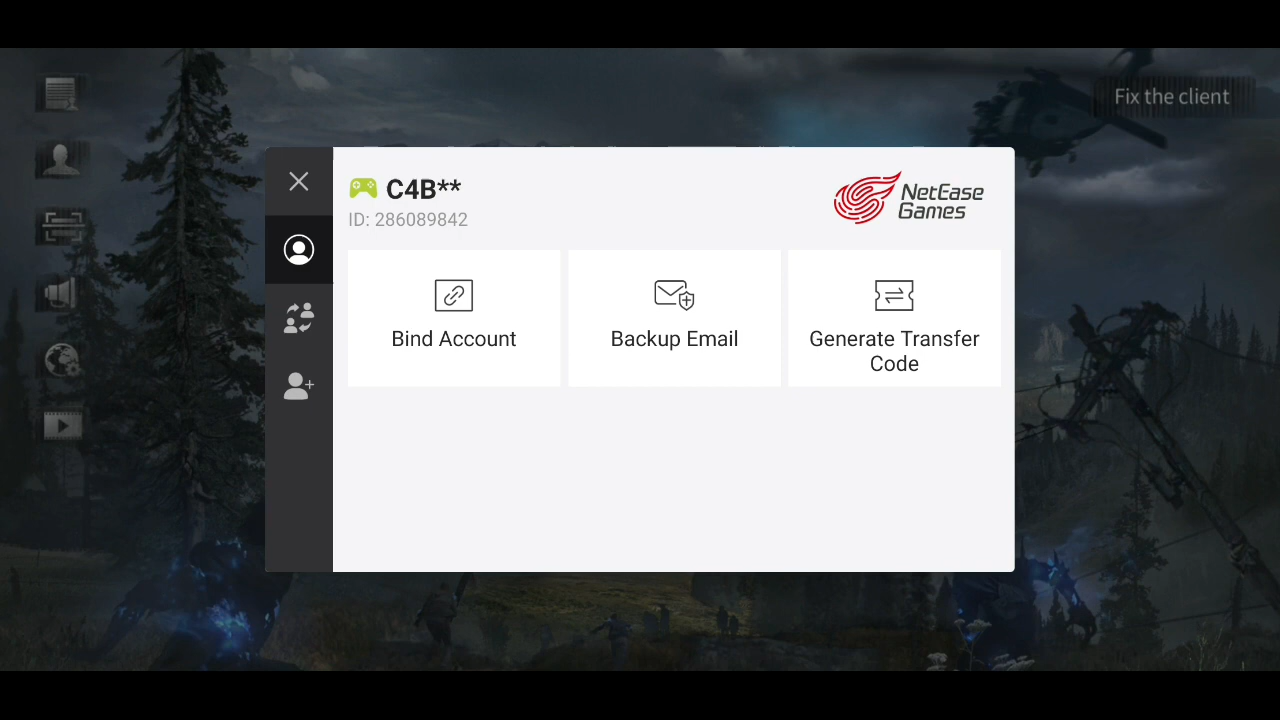 Fix the client
C4B**
ID: 286089842
NetEase
Games
Bind Account
Backup Email
Generate Transfer
Code